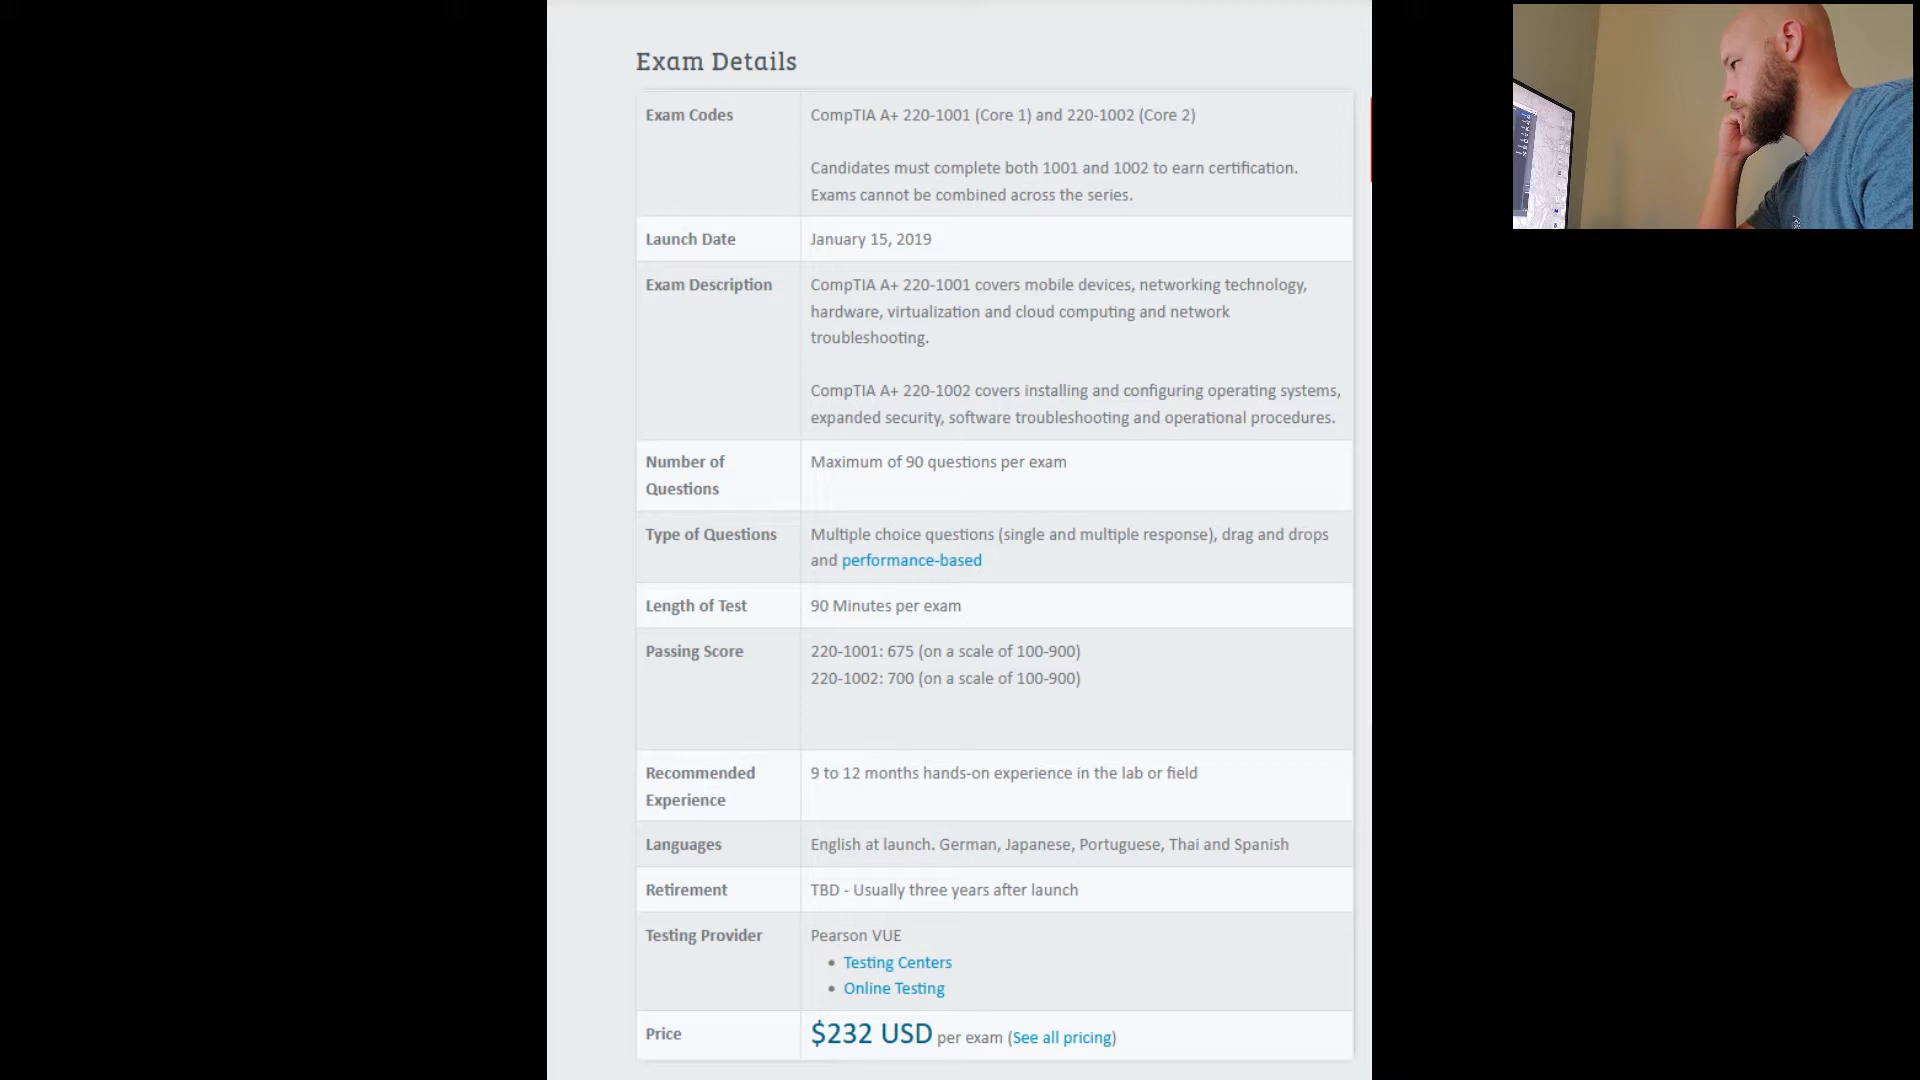 Exam Details
Exam Codes
CompTIA A+ 220-1001 (Core 1) and 220-1002 (Core 2)
Candidates must complete both 1001 and 1002 to earn certification.
Exams cannot be combined across the series.
Launch Date
January 15, 2019
Exam Description
CompTIA A+ 220-1001 covers mobile devices, networking technology,
hardware, virtualization and cloud computing and network
troubleshooting.
CompTIA A+ 220-1002 covers installing and configuring operating systems,
expanded security, software troubleshooting and operational procedures.
Number of
Questions
Maximum of 90 questions per exam
Type of Questions
Multiple choice questions (single and multiple response), drag and drops
and performance-based
Length of Test
90 Minutes per exam
Passing Score
220-1001: 675 (on a scale of 100-900)
220-1002: 700 (on a scale of 100-900)
Recommended
Experience
9 to 12 months hands-on experience in the lab or field
Languages
English at launch. German, Japanese, Portuguese, Thai and Spanish
Retirement
TBD - Usually three years after launch
Testing Provider
Pearson VUE
• Testing Centers
• Online Testing
Price
$232 USD per exam (See all pricing)